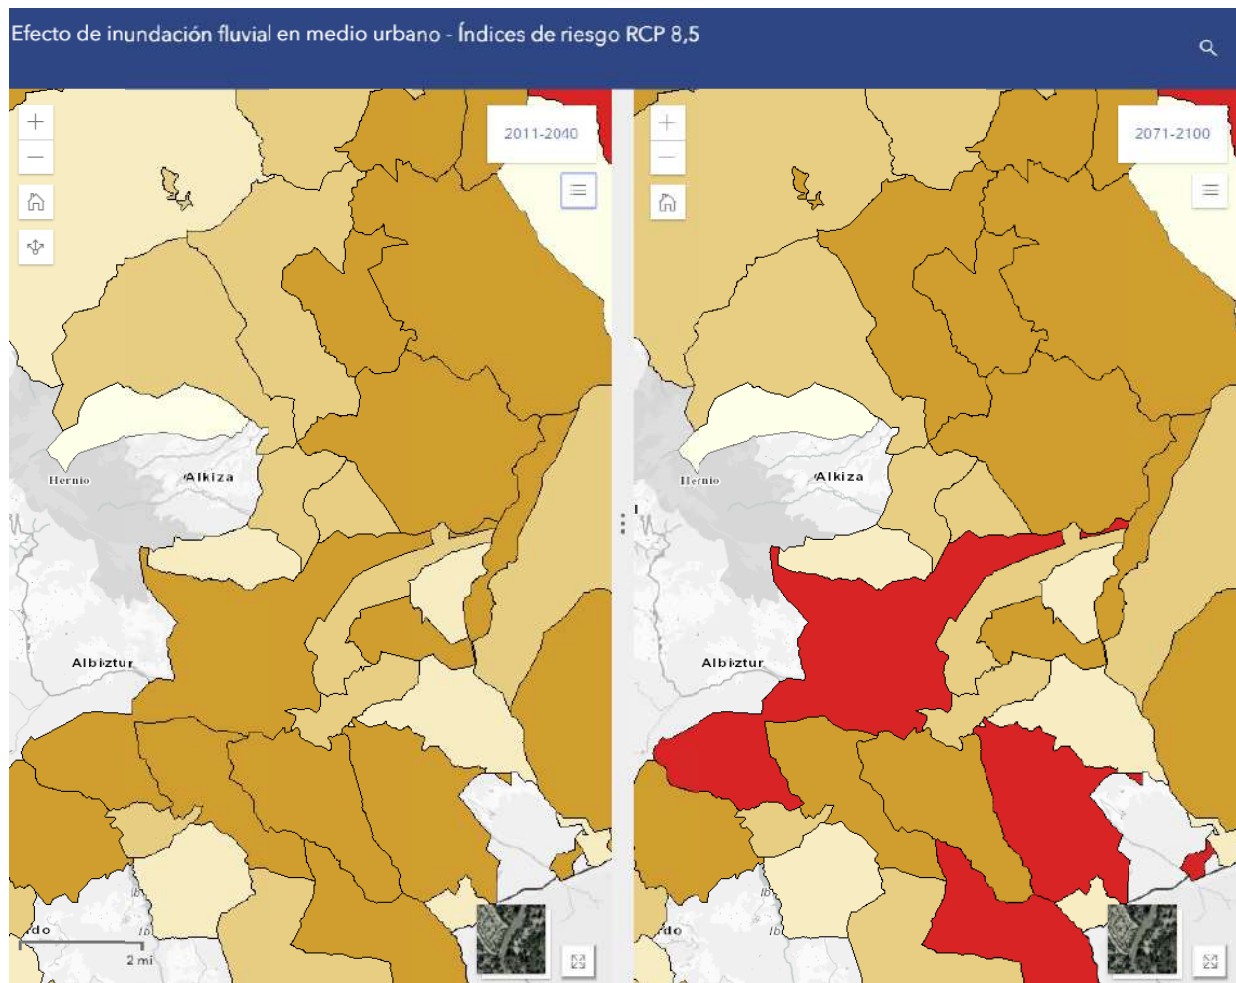 Efecto de inundación fluvial en medio urbano - Índices de riesgo RCP 8,5
2011-2040
Alkiza
Hernio
Albiztur
2 mi
2071-2100
Alkiza
Hernio
Albiztur